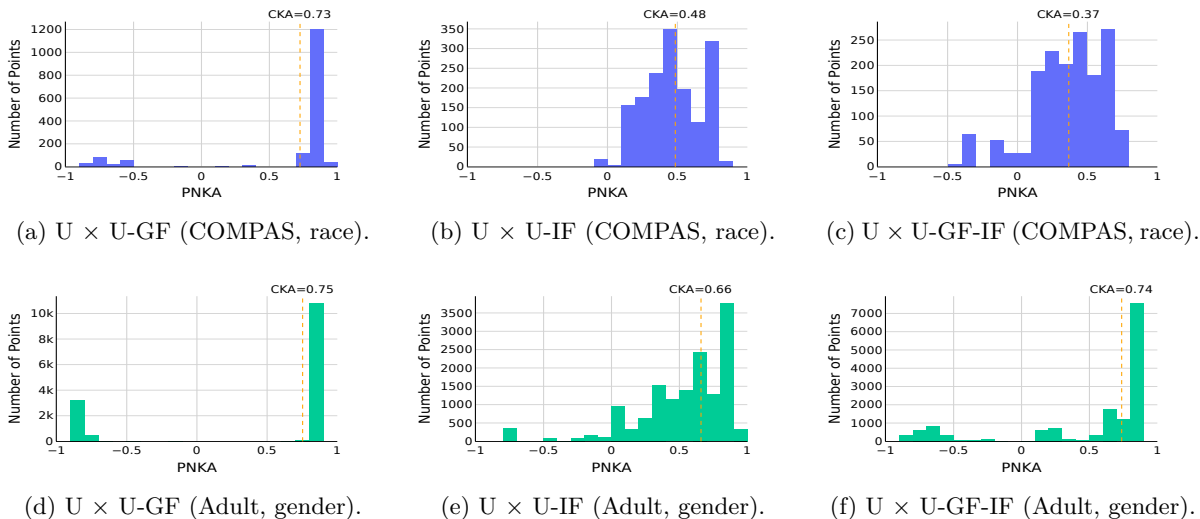 CKA=0.73
1200
1000
800
600
400
200
0
Number of Points
−1
−0.5
0
0.5
1
PNKA
(a) U × U-GF (COMPAS, race).
CKA=0.48
350
300
250
200
150
100
50
0
Number of Points
−1
−0.5
0
0.5
1
PNKA
(b) U × U-IF (COMPAS, race).
CKA=0.37
250
200
150
100
50
0
Number of Points
−1
−0.5
0
0.5
1
PNKA
(c) U × U-GF-IF (COMPAS, race).
CKA=0.75
10k
8k
6k
4k
2k
0
Number of Points
−1
−0.5
0
0.5
1
PNKA
(d) U × U-GF (Adult, gender).
CKA=0.66
3500
3000
2500
2000
1500
1000
500
0
Number of Points
−1
−0.5
0
0.5
1
PNKA
(e) U × U-IF (Adult, gender).
CKA=0.74
7000
6000
5000
4000
3000
2000
1000
0
Number of Points
−1
−0.5
0
0.5
1
PNKA
(f) U × U-GF-IF (Adult, gender).